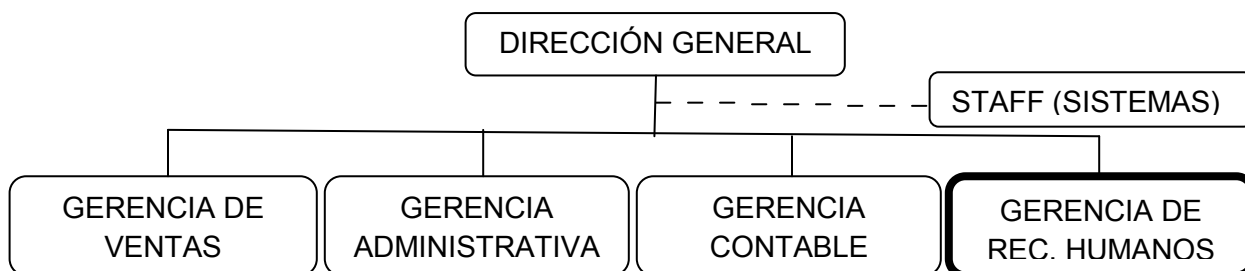 DIRECCIÓN GENERAL
STAFF (SISTEMAS)
GERENCIA DE
VENTAS
GERENCIA
ADMINISTRATIVA
GERENCIA
CONTABLE
GERENCIA DE
REC. HUMANOS